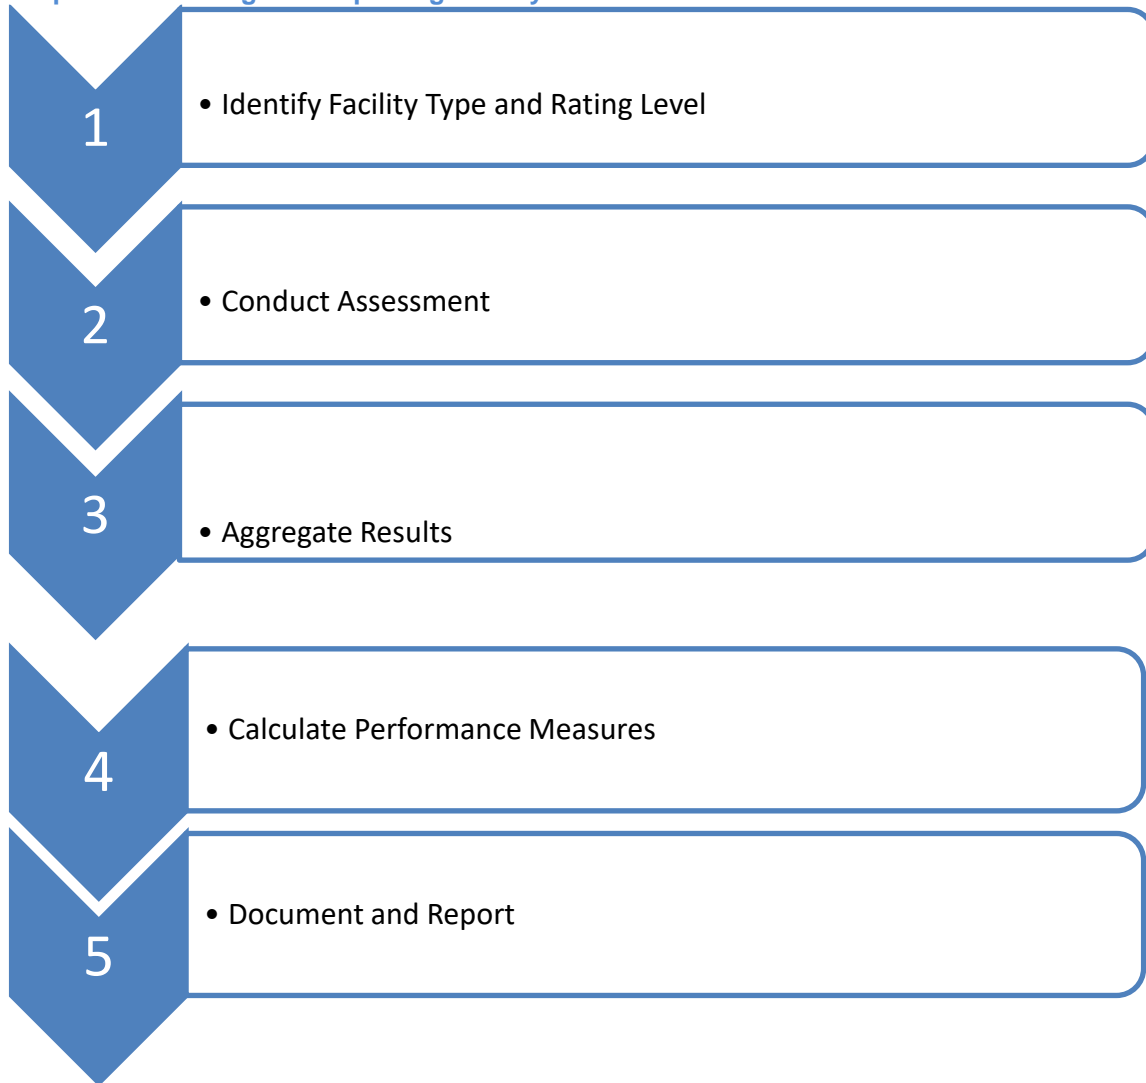 1
• Identify Facility Type and Rating Level
2
• Conduct Assessment
3
• Aggregate Results
4
• Calculate Performance Measures
5
• Document and Report